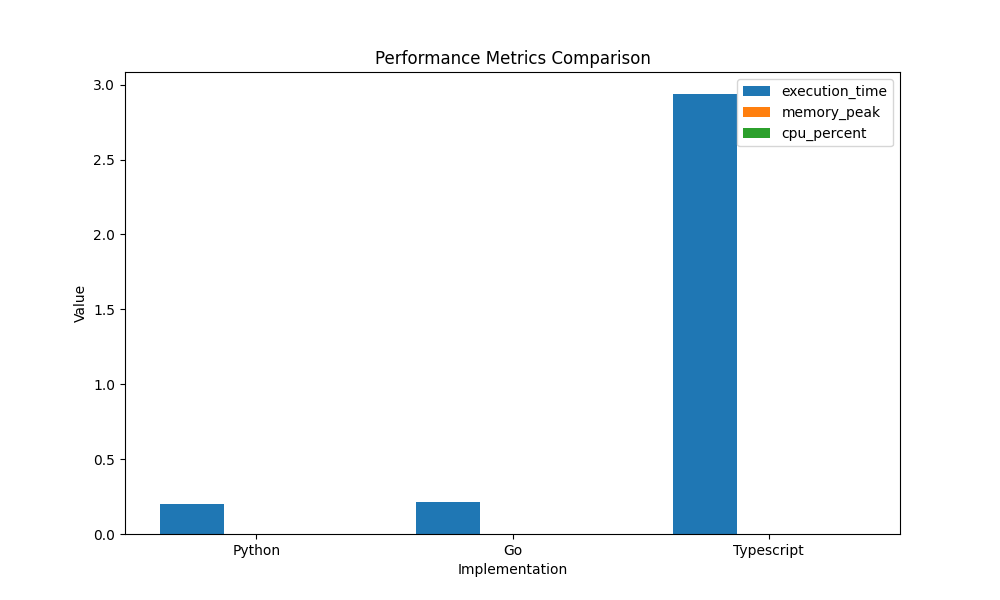 Performance Metrics Comparison
execution_time
memory_peak
cpu_percent
3.0
2.5
2.0
1.5
1.0
0.5
0.0
Value
Python Go Typescript
Implementation